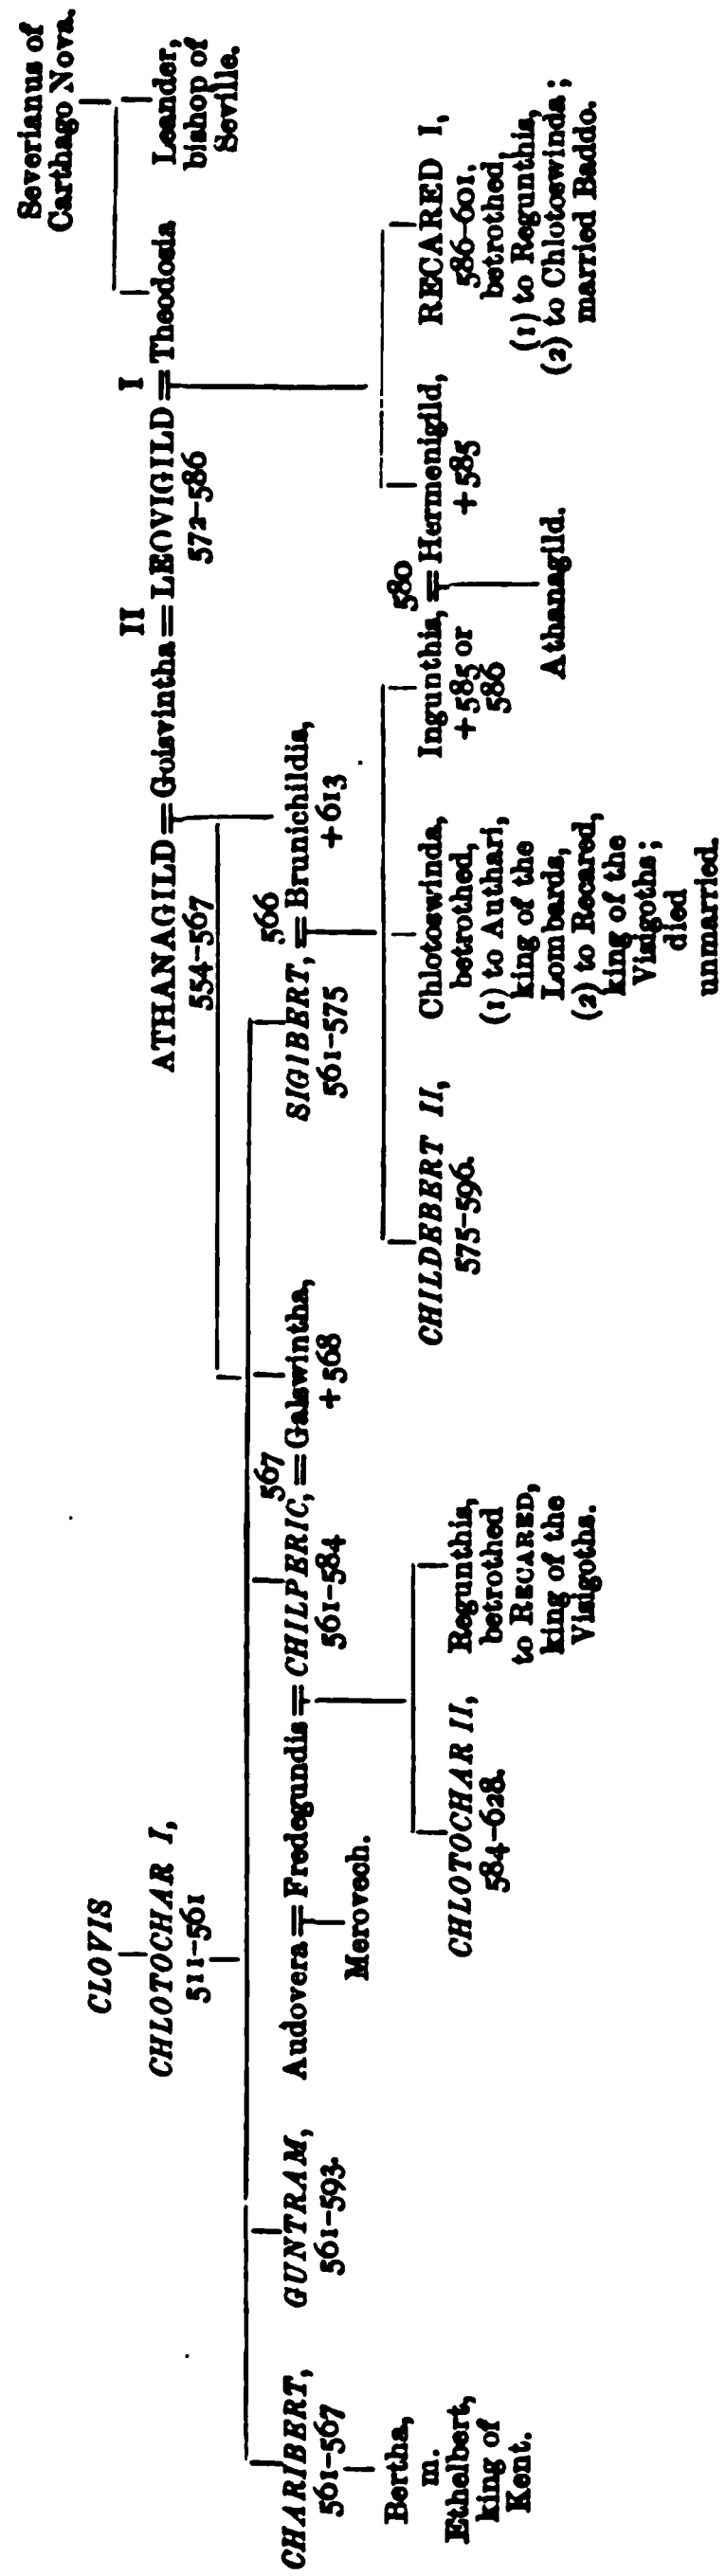 CLOVIS
CHLOTOCHAR I,
511–561
CHARIBERT,
561–567
Bertha,
m.
Ethelbert,
king of
Kent.
GUNTRAM,
561–593.
Audovera = Fredegundis = CHILPERIC, = Galswintha,
567
561–584
+ 568
Merovech.
CHLOTOCHAR II,
584–628.
Regunthis,
betrothed
to RECARED,
king of the
Visigoths.
Severianus of
Carthago Nova.
Theodosia
Leander,
bishop of
Seville.
II
I
ATHANAGILD = Goisvintha = LEOVIGILD = Theodosia
554–567
572–586
566
SIGIBERT, = Brunichildis,
561–575
+ 613
CHILDEBERT II,
575–596.
Chlotoswinda,
betrothed,
(1) to Authari,
king of the
Lombards,
(2) to Recared,
king of the
Visigoths;
died
unmarried.
580
Ingunthis, = Hermenigild,
+ 585 or
586
+ 585
Athanagild.
RECARED I,
586–601,
betrothed
(1) to Regunthis,
(2) to Chlotoswinda;
married Baddo.